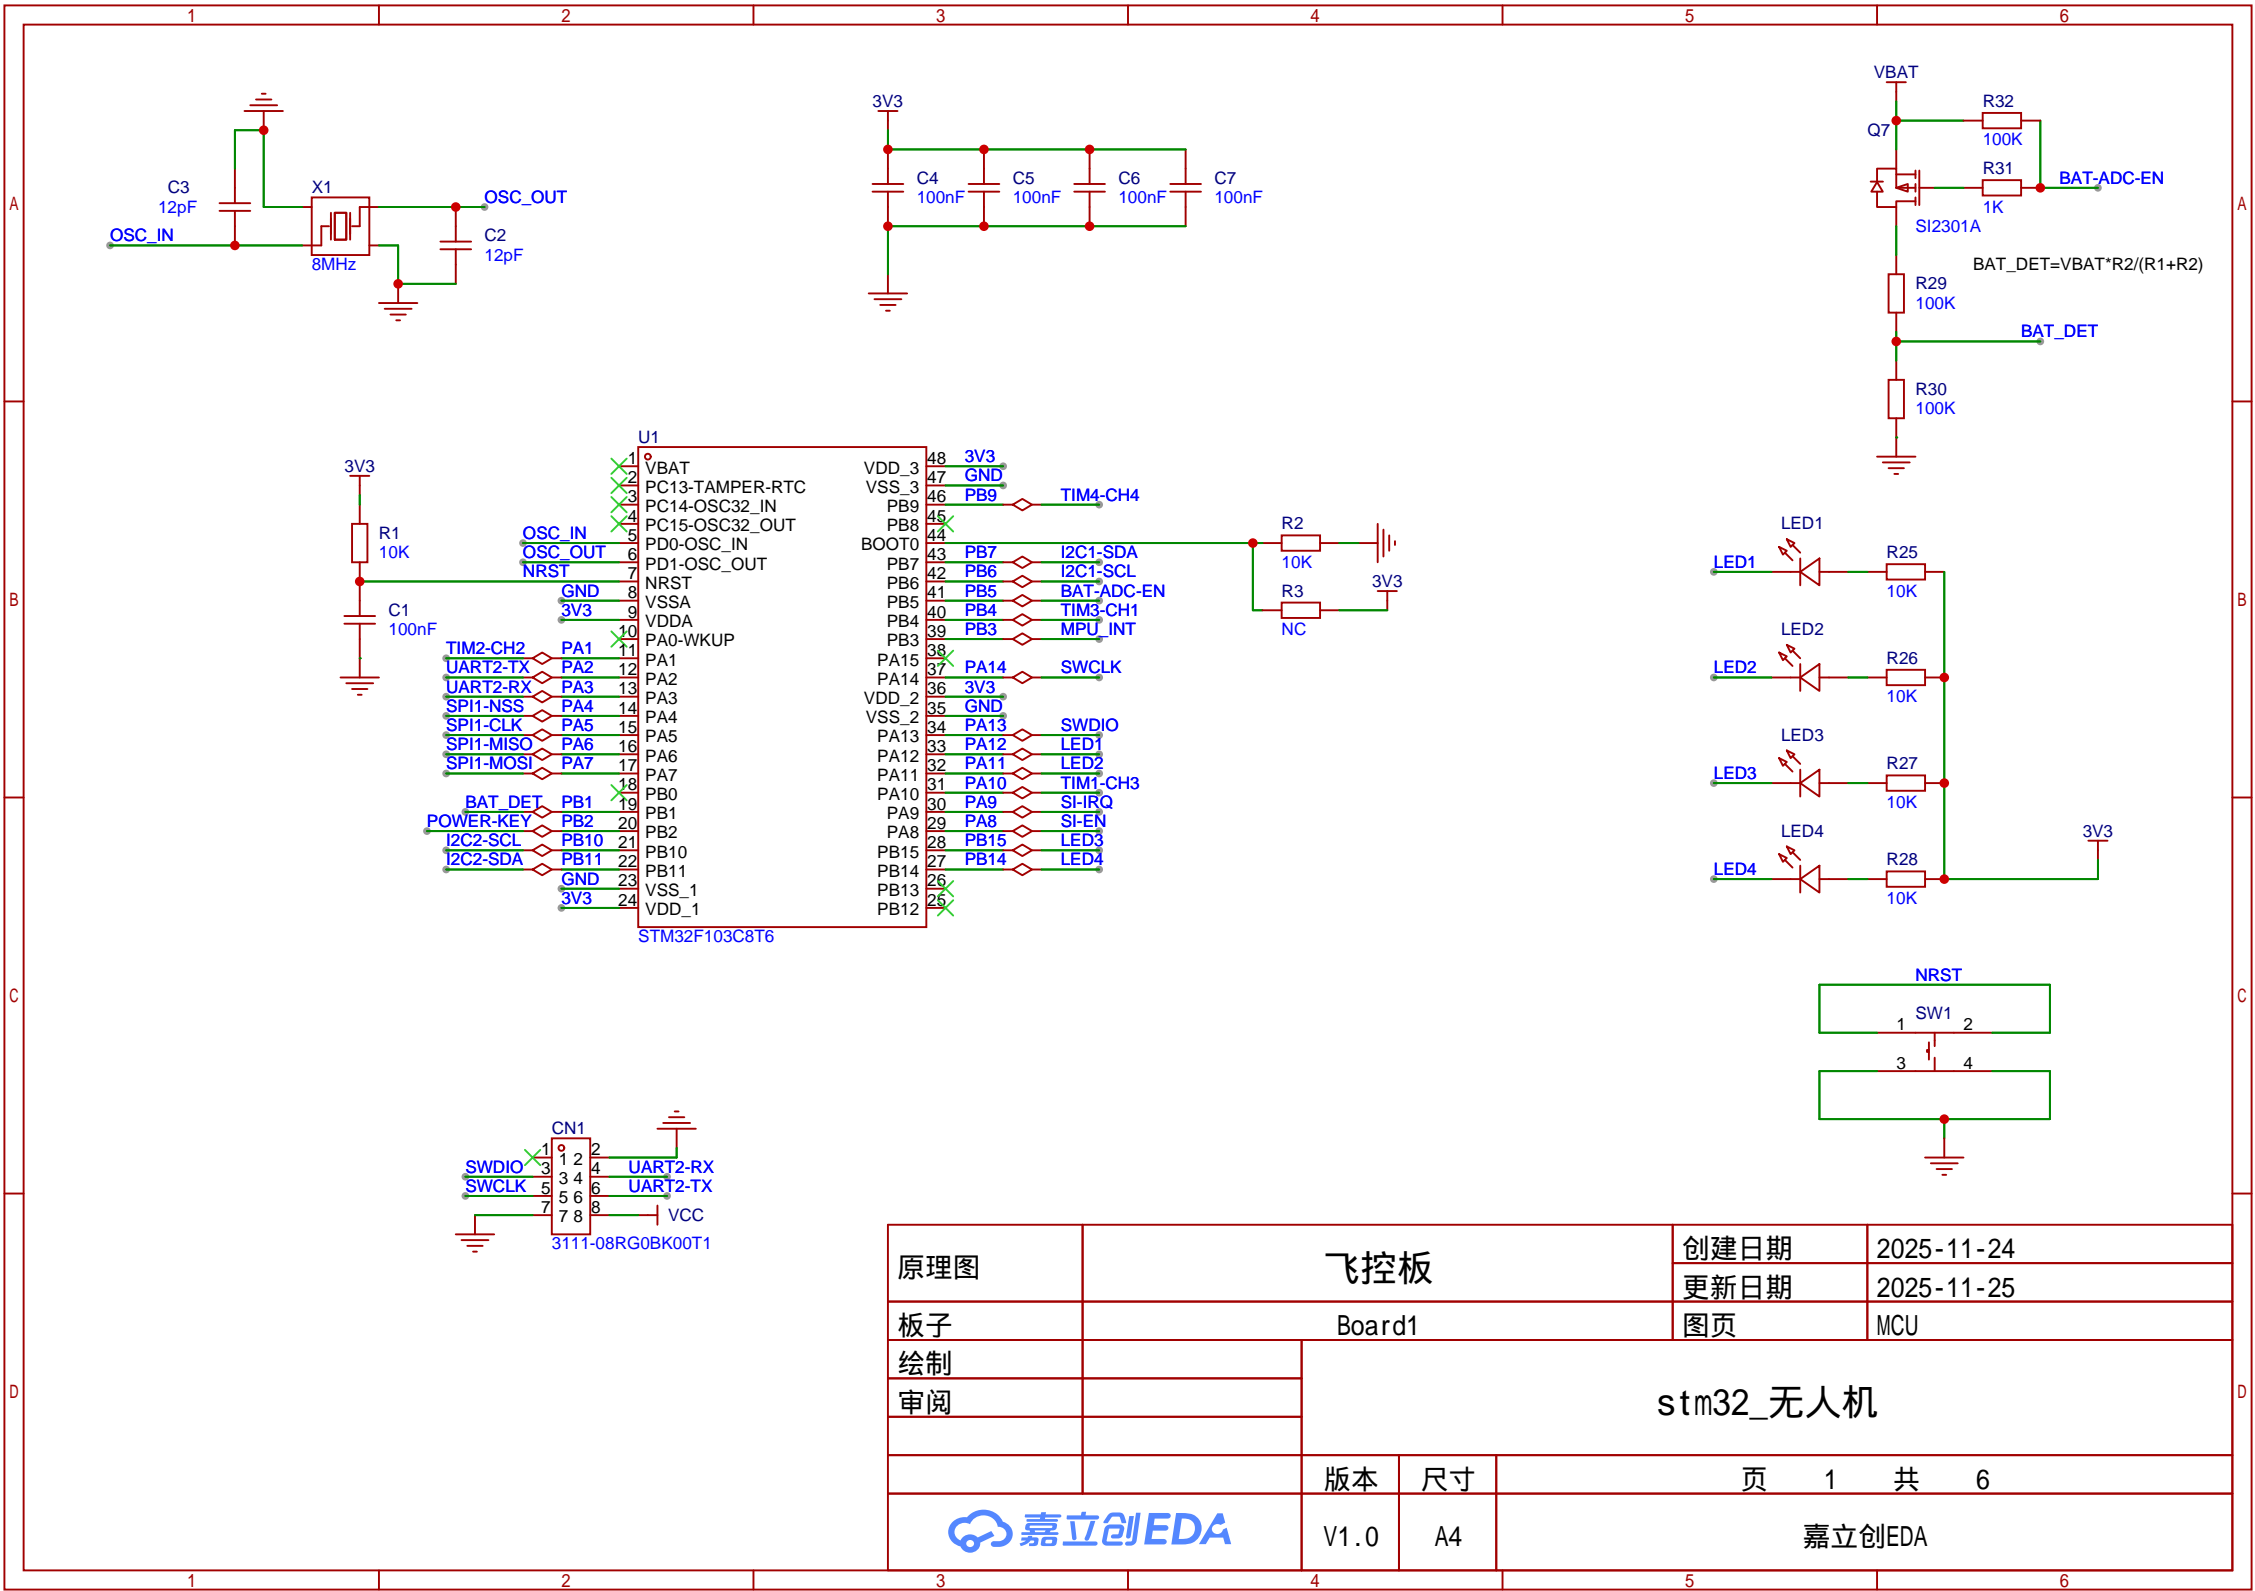 1 2 3 4 5 6
A
B
C
D
A
B
C
D
C3
12pF
X1
8MHz
OSC_IN
OSC_OUT
C2
12pF
3V3
C4
100nF
C5
100nF
C6
100nF
C7
100nF
VBAT
R32
100K
Q7
R31
1K
BAT-ADC-EN
SI2301A
BAT_DET=VBAT*R2/(R1+R2)
R29
100K
BAT_DET
R30
100K
3V3
R1
10K
C1
100nF
U1
1 VBAT
2 PC13-TAMPER-RTC
3 PC14-OSC32_IN
4 PC15-OSC32_OUT
OSC_IN 5 PD0-OSC_IN
OSC_OUT 6 PD1-OSC_OUT
NRST 7 NRST
GND 8 VSSA
3V3 9 VDDA
10 PA0-WKUP
TIM2-CH2 PA1 11 PA1
UART2-TX PA2 12 PA2
UART2-RX PA3 13 PA3
SPI1-NSS PA4 14 PA4
SPI1-CLK PA5 15 PA5
SPI1-MISO PA6 16 PA6
SPI1-MOSI PA7 17 PA7
18 PB0
BAT_DET PB1 19 PB1
POWER-KEY PB2 20 PB2
I2C2-SCL PB10 21 PB10
I2C2-SDA PB11 22 PB11
GND 23 VSS_1
3V3 24 VDD_1
VDD_3 48 3V3
VSS_3 47 GND
PB9 46 PB9 TIM4-CH4
PB8 45
BOOT0 44
PB7 43 PB7 I2C1-SDA
PB6 42 PB6 I2C1-SCL
PB5 41 PB5 BAT-ADC-EN
PB4 40 PB4 TIM3-CH1
PB3 39 PB3 MPU_INT
PA15 38
PA14 37 PA14 SWCLK
VDD_2 36 3V3
VSS_2 35 GND
PA13 34 PA13 SWDIO
PA12 33 PA12 LED1
PA11 32 PA11 LED2
PA10 31 PA10 TIM1-CH3
PA9 30 PA9 SI-IRQ
PA8 29 PA8 SI-EN
PB15 28 PB15 LED3
PB14 27 PB14 LED4
PB13 26
PB12 25
STM32F103C8T6
R2
10K
R3
NC
3V3
LED1
LED1
R25
10K
LED2
LED2
R26
10K
LED3
LED3
R27
10K
LED4
LED4
R28
10K
3V3
NRST
SW1
1 2
3 4
CN1
1 1 2 2
SWDIO 3 3 4 4 UART2-RX
SWCLK 5 5 6 6 UART2-TX
7 7 8 8 VCC
3111-08RG0BK00T1
原理图 飞控板 创建日期 2025-11-24
更新日期 2025-11-25
板子 Board1 图页 MCU
绘制
审阅
stm32_无人机
版本 尺寸 页 1 共 6
嘉立创EDA V1.0 A4 嘉立创EDA
1 2 3 4 5 6